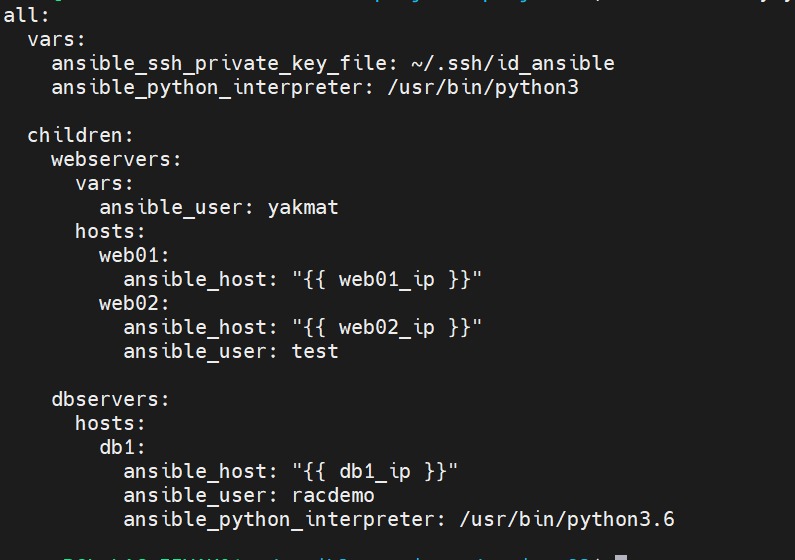 all:
  vars:
    ansible_ssh_private_key_file: ~/.ssh/id_ansible
    ansible_python_interpreter: /usr/bin/python3

  children:
    webservers:
      vars:
        ansible_user: yakmat
      hosts:
        web01:
          ansible_host: "{{ web01_ip }}"
        web02:
          ansible_host: "{{ web02_ip }}"
          ansible_user: test

    dbservers:
      hosts:
        db1:
          ansible_host: "{{ db1_ip }}"
          ansible_user: racdemo
          ansible_python_interpreter: /usr/bin/python3.6